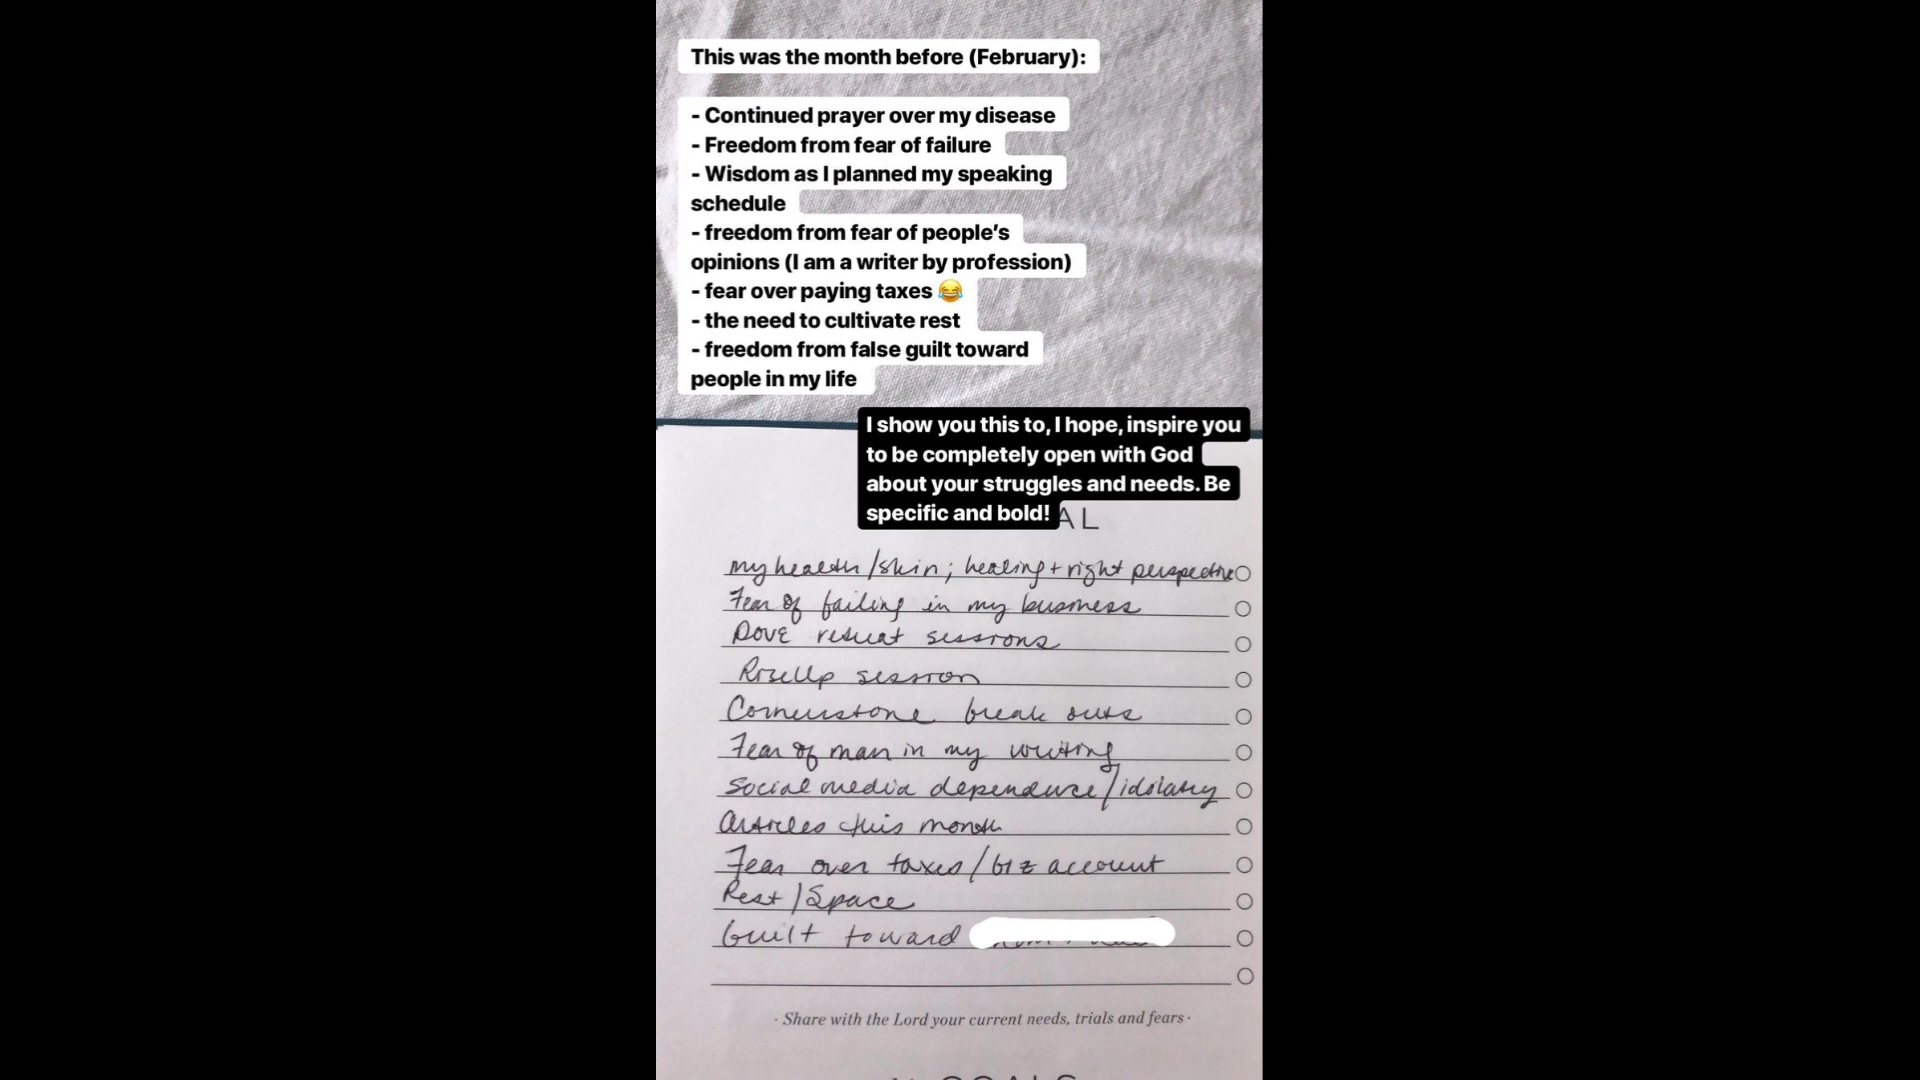 This was the month before (February):
- Continued prayer over my disease
- Freedom from fear of failure
- Wisdom as I planned my speaking
schedule
- freedom from fear of people's
opinions (I am a writer by profession)
- fear over paying taxes 😂
- the need to cultivate rest
- freedom from false guilt toward
people in my life
I show you this to, I hope, inspire you
to be completely open with God
about your struggles and needs. Be
specific and bold!
AL
my health/skin; healing + right perspective
Fear of failing in my business
Dove retreat sessions
RiseUp session
Cornerstone break outs
Fear of man in my writing
Social media dependence/idolatry
Articles this month
Fear over taxes/biz account
Rest/Space
Guilt toward
· Share with the Lord your current needs, trials and fears ·
GOALS